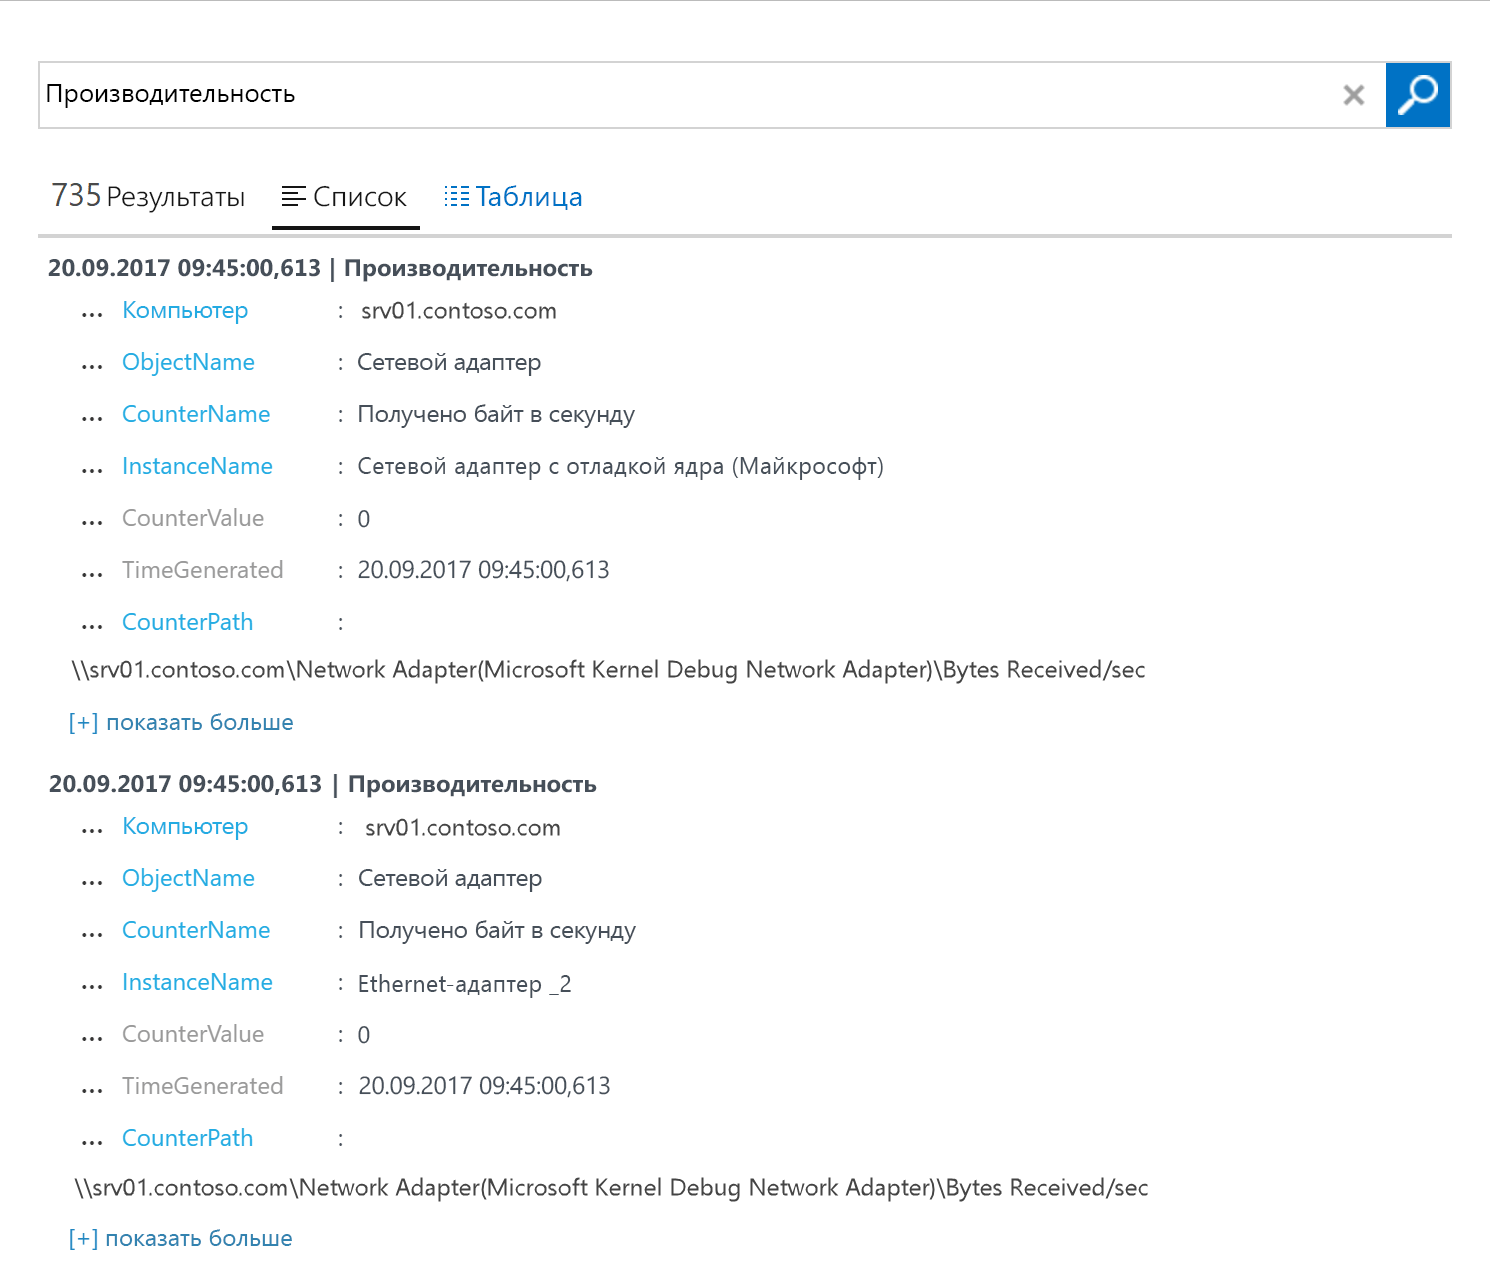 Производительность
735 Результаты Список Таблица
20.09.2017 09:45:00,613 | Производительность
... Компьютер : srv01.contoso.com
... ObjectName : Сетевой адаптер
... CounterName : Получено байт в секунду
... InstanceName : Сетевой адаптер с отладкой ядра (Майкрософт)
... CounterValue : 0
... TimeGenerated : 20.09.2017 09:45:00,613
... CounterPath :
\\srv01.contoso.com\Network Adapter(Microsoft Kernel Debug Network Adapter)\Bytes Received/sec
[+] показать больше
20.09.2017 09:45:00,613 | Производительность
... Компьютер : srv01.contoso.com
... ObjectName : Сетевой адаптер
... CounterName : Получено байт в секунду
... InstanceName : Ethernet-адаптер _2
... CounterValue : 0
... TimeGenerated : 20.09.2017 09:45:00,613
... CounterPath :
\\srv01.contoso.com\Network Adapter(Microsoft Kernel Debug Network Adapter)\Bytes Received/sec
[+] показать больше